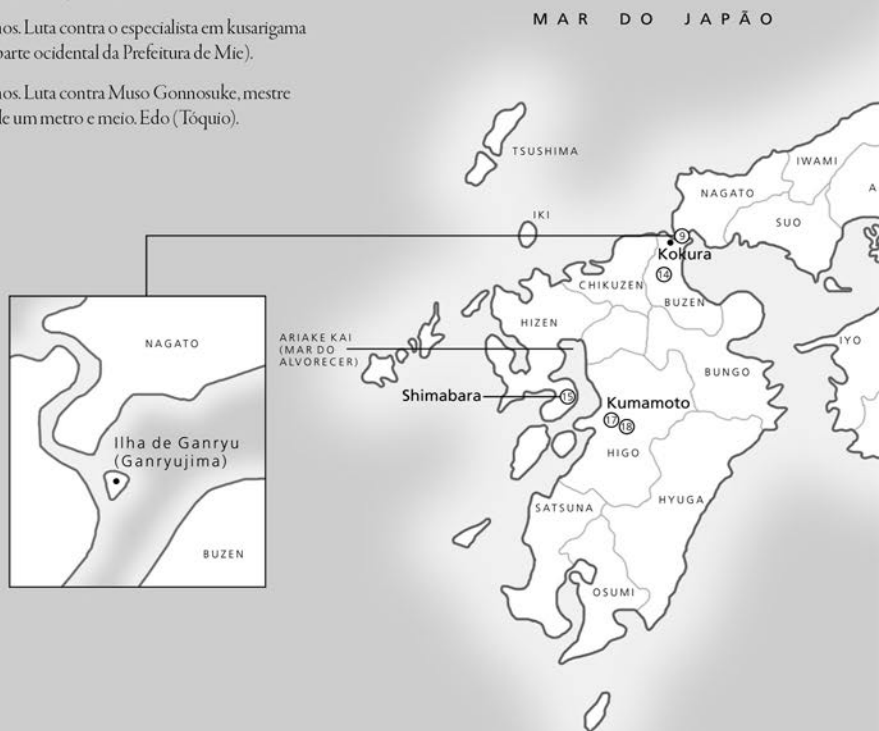 nos. Luta contra o especialista em kusarigama
parte ocidental da Prefeitura de Mie).
nos. Luta contra Muso Gonnosuke, mestre
de um metro e meio. Edo (Tóquio).
MAR DO JAPÃO
TSUSHIMA
IWAMI
NAGATO
A
SUO
IKI
9
Kokura
14
CHIKUZEN
BUZEN
HIZEN
IYO
ARIAKE KAI
(MAR DO
ALVORECER)
BUNGO
Shimabara
15
Kumamoto
17
18
HIGO
HYUGA
SATSUNA
OSUMI
NAGATO
Ilha de Ganryu
(Ganryujima)
BUZEN